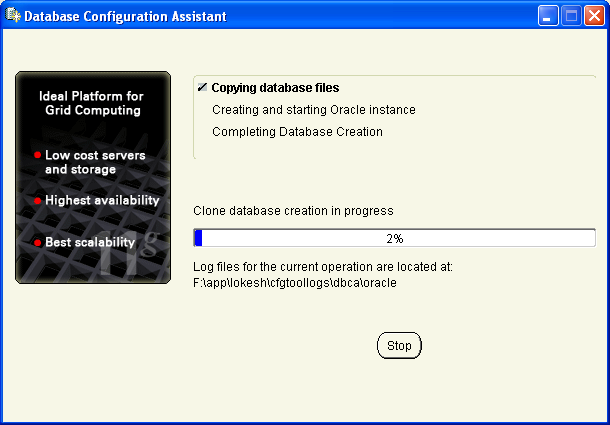 Database Configuration Assistant
Ideal Platform for
Grid Computing
Low cost servers
and storage
Highest availability
Best scalability
11g
Copying database files
Creating and starting Oracle instance
Completing Database Creation
Clone database creation in progress
2%
Log files for the current operation are located at:
F:\app\lokesh\cfgtoollogs\dbca\oracle
Stop